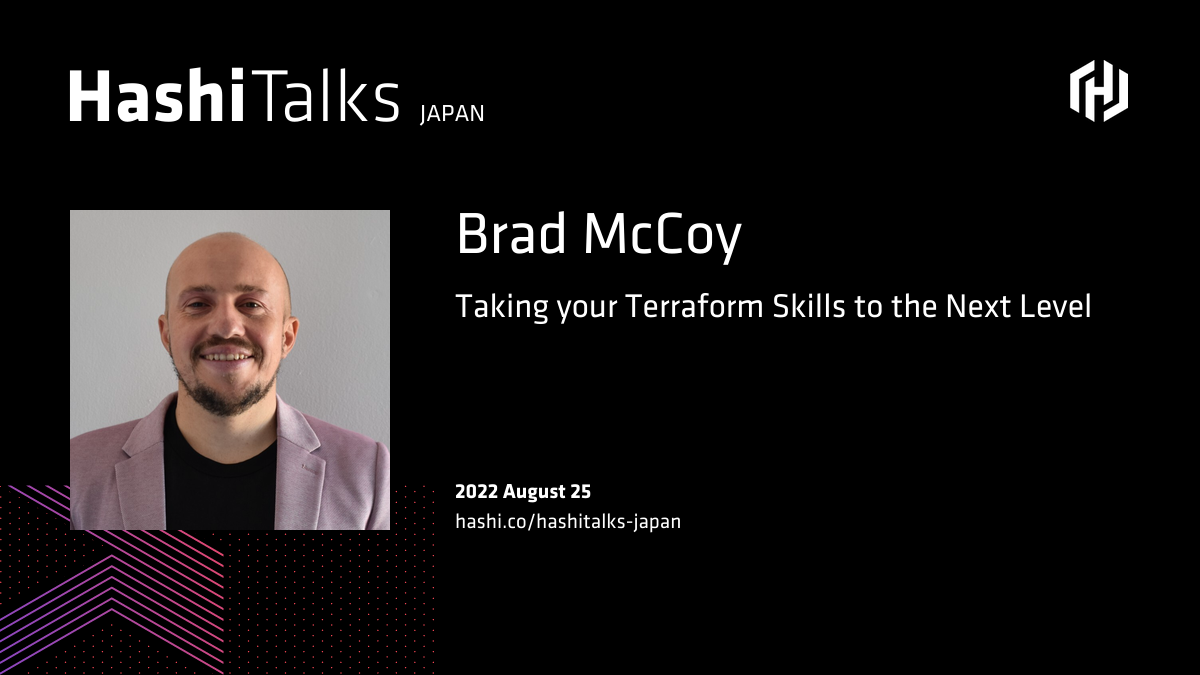 HashiTalks JAPAN
Brad McCoy
Taking your Terraform Skills to the Next Level
2022 August 25
hashi.co/hashitalks-japan